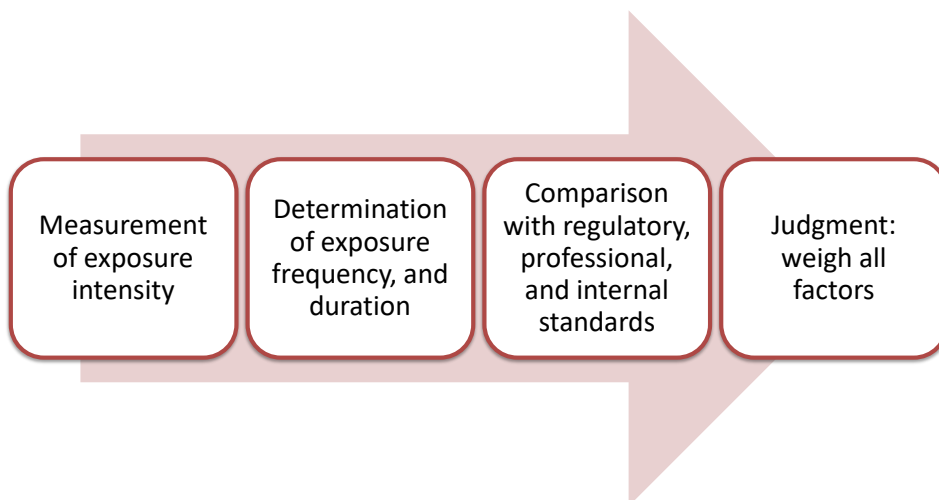 Measurement
of exposure
intensity
Determination
of exposure
frequency, and
duration
Comparison
with regulatory,
professional,
and internal
standards
Judgment:
weigh all
factors